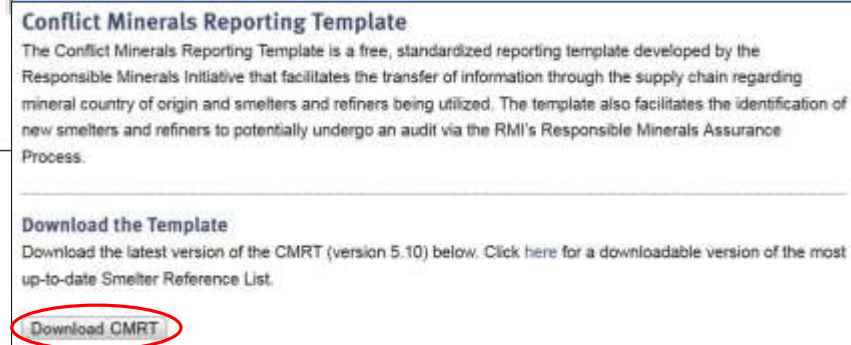 Conflict Minerals Reporting Template
The Conflict Minerals Reporting Template is a free, standardized reporting template developed by the
Responsible Minerals Initiative that facilitates the transfer of information through the supply chain regarding
mineral country of origin and smelters and refiners being utilized. The template also facilitates the identification of
new smelters and refiners to potentially undergo an audit via the RMI's Responsible Minerals Assurance
Process.
Download the Template
Download the latest version of the CMRT (version 5.10) below. Click here for a downloadable version of the most
up-to-date Smelter Reference List.
Download CMRT